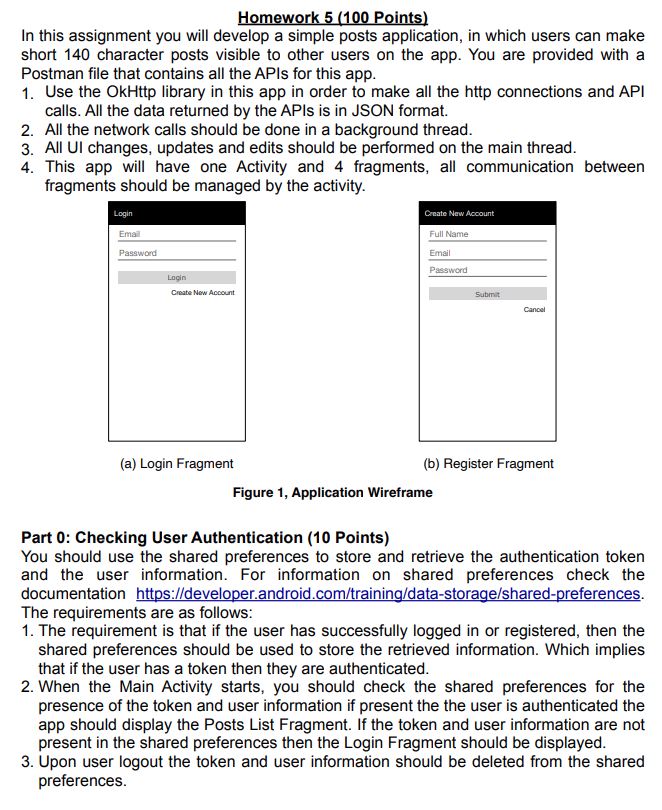 Homework 5 (100 Points)
In this assignment you will develop a simple posts application, in which users can make
short 140 character posts visible to other users on the app. You are provided with a
Postman file that contains all the APIs for this app.
1. Use the OkHttp library in this app in order to make all the http connections and API
calls. All the data returned by the APIs is in JSON format.
2. All the network calls should be done in a background thread.
3. All UI changes, updates and edits should be performed on the main thread.
4. This app will have one Activity and 4 fragments, all communication between
fragments should be managed by the activity.
Login
Email
Password
Login
Create New Account
Create New Account
Full Name
Email
Password
Submit
Cancel
(a) Login Fragment
(b) Register Fragment
Figure 1, Application Wireframe
Part 0: Checking User Authentication (10 Points)
You should use the shared preferences to store and retrieve the authentication token
and the user information. For information on shared preferences check the
documentation https://developer.android.com/training/data-storage/shared-preferences.
The requirements are as follows:
1. The requirement is that if the user has successfully logged in or registered, then the
shared preferences should be used to store the retrieved information. Which implies
that if the user has a token then they are authenticated.
2. When the Main Activity starts, you should check the shared preferences for the
presence of the token and user information if present the the user is authenticated the
app should display the Posts List Fragment. If the token and user information are not
present in the shared preferences then the Login Fragment should be displayed.
3. Upon user logout the token and user information should be deleted from the shared
preferences.